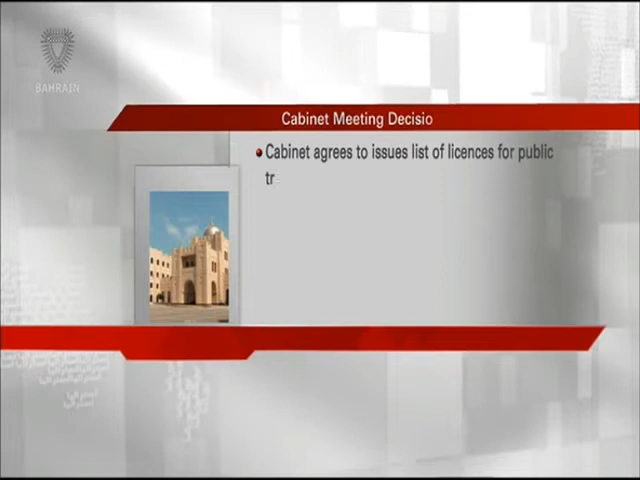 BAHRAIN
Cabinet Meeting Decisio
Cabinet agrees to issues list of licences for public
tr